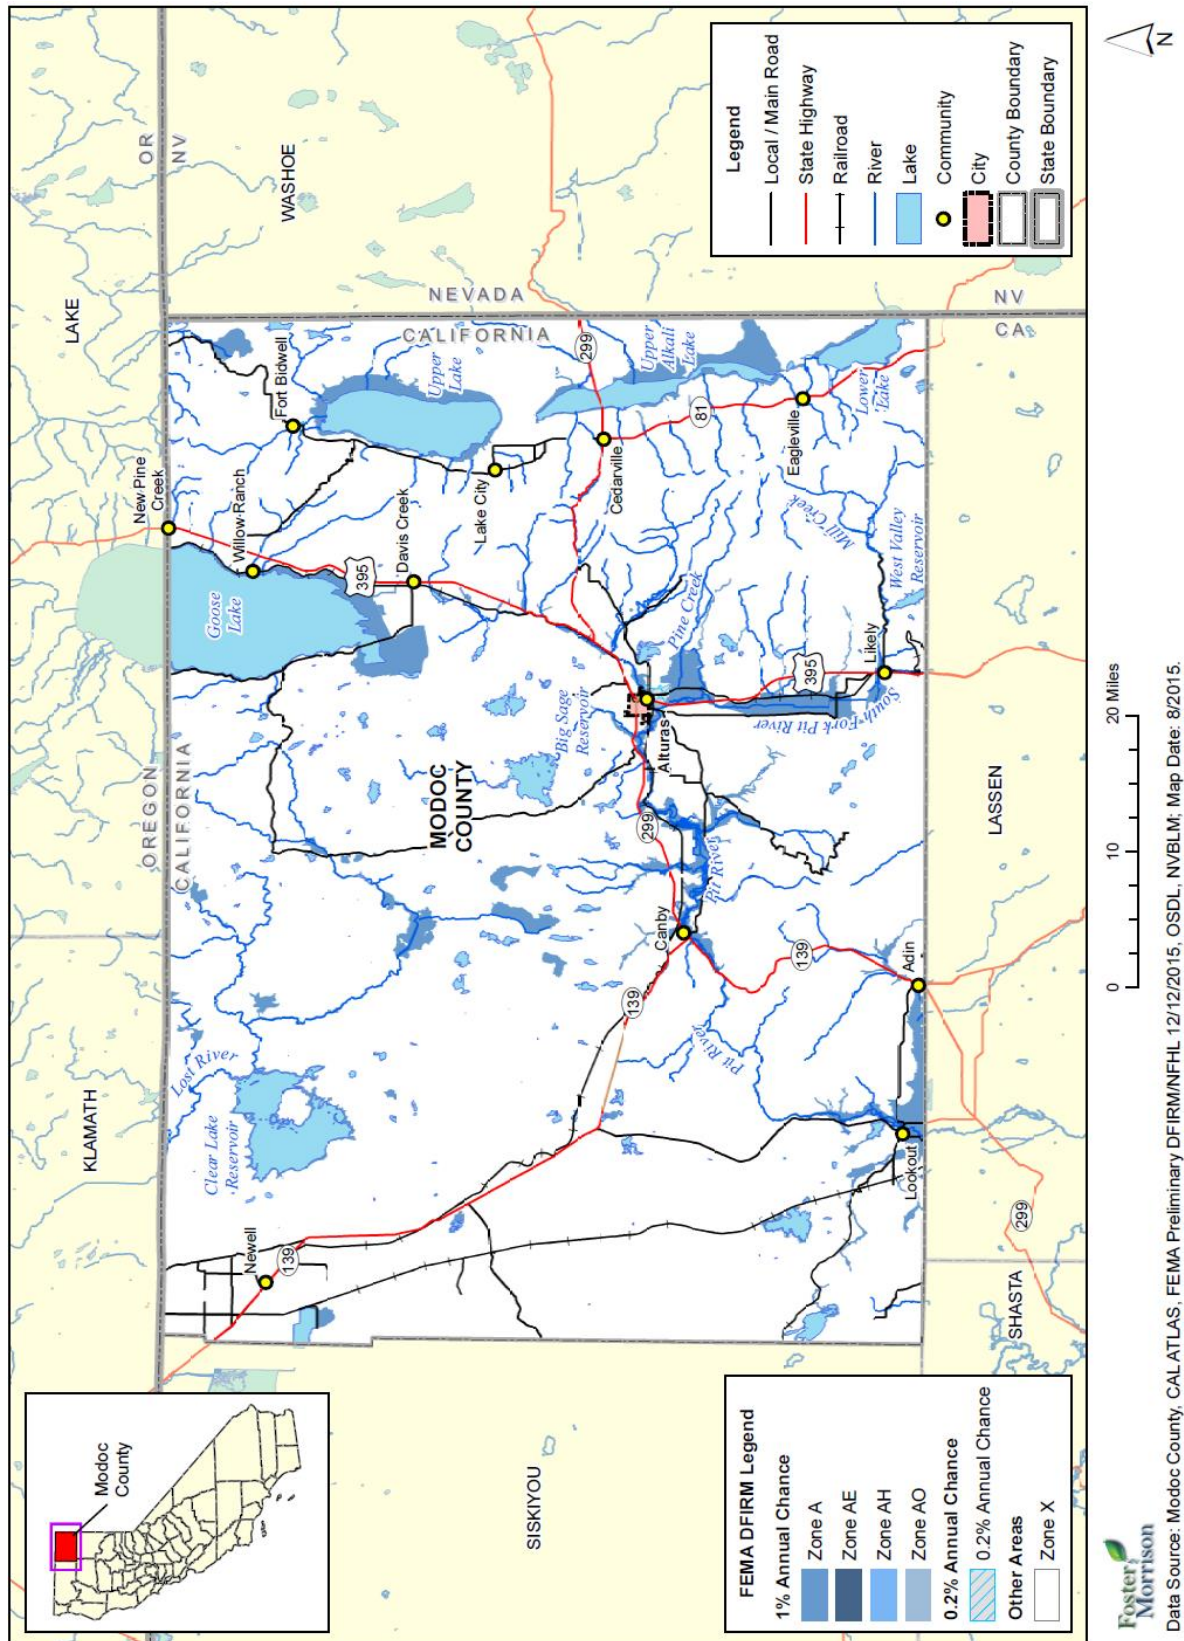 OR
NV
LAKE
WASHOE
KLAMATH
OREGON
CALIFORNIA
NEVADA
CALIFORNIA
NV
CA
SISKIYOU
SHASTA
LASSEN
MODOC
COUNTY
New Pine
Creek
Fort Bidwell
Willow Ranch
Goose
Lake
Upper
Lake
Davis Creek
Lake City
395
299
Cedarville
Upper
Alkali
Lake
81
Eagleville
Lower
Lake
Mill Creek
West Valley
Reservoir
Pine Creek
Likely
395
South Fork Pit River
Big Sage
Reservoir
Alturas
299
Pit River
Canby
139
139
Adin
Pit River
Lookout
Lost River
Clear Lake
Reservoir
Newell
139
299
Modoc
County
Legend
Local / Main Road
State Highway
Railroad
River
Lake
Community
City
County Boundary
State Boundary
FEMA DFIRM Legend
1% Annual Chance
Zone A
Zone AE
Zone AH
Zone AO
0.2% Annual Chance
0.2% Annual Chance
Other Areas
Zone X
0 10 20 Miles
N
Foster
Morrison
Data Source: Modoc County, CAL ATLAS, FEMA Preliminary DFIRM/NFHL 12/12/2015, OSDL, NVBLM; Map Date: 8/2015.